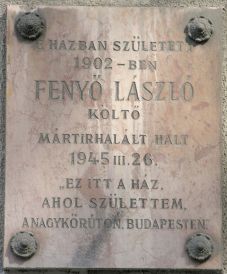 E HÁZBAN SZÜLETETT
1902-BEN
FENYŐ LÁSZLÓ
KÖLTŐ
MÁRTÍRHALÁLT HALT
1945 III. 26.
„EZ ITT A HÁZ,
AHOL SZÜLETTEM,
A NAGYKÖRÚTON, BUDAPESTEN”